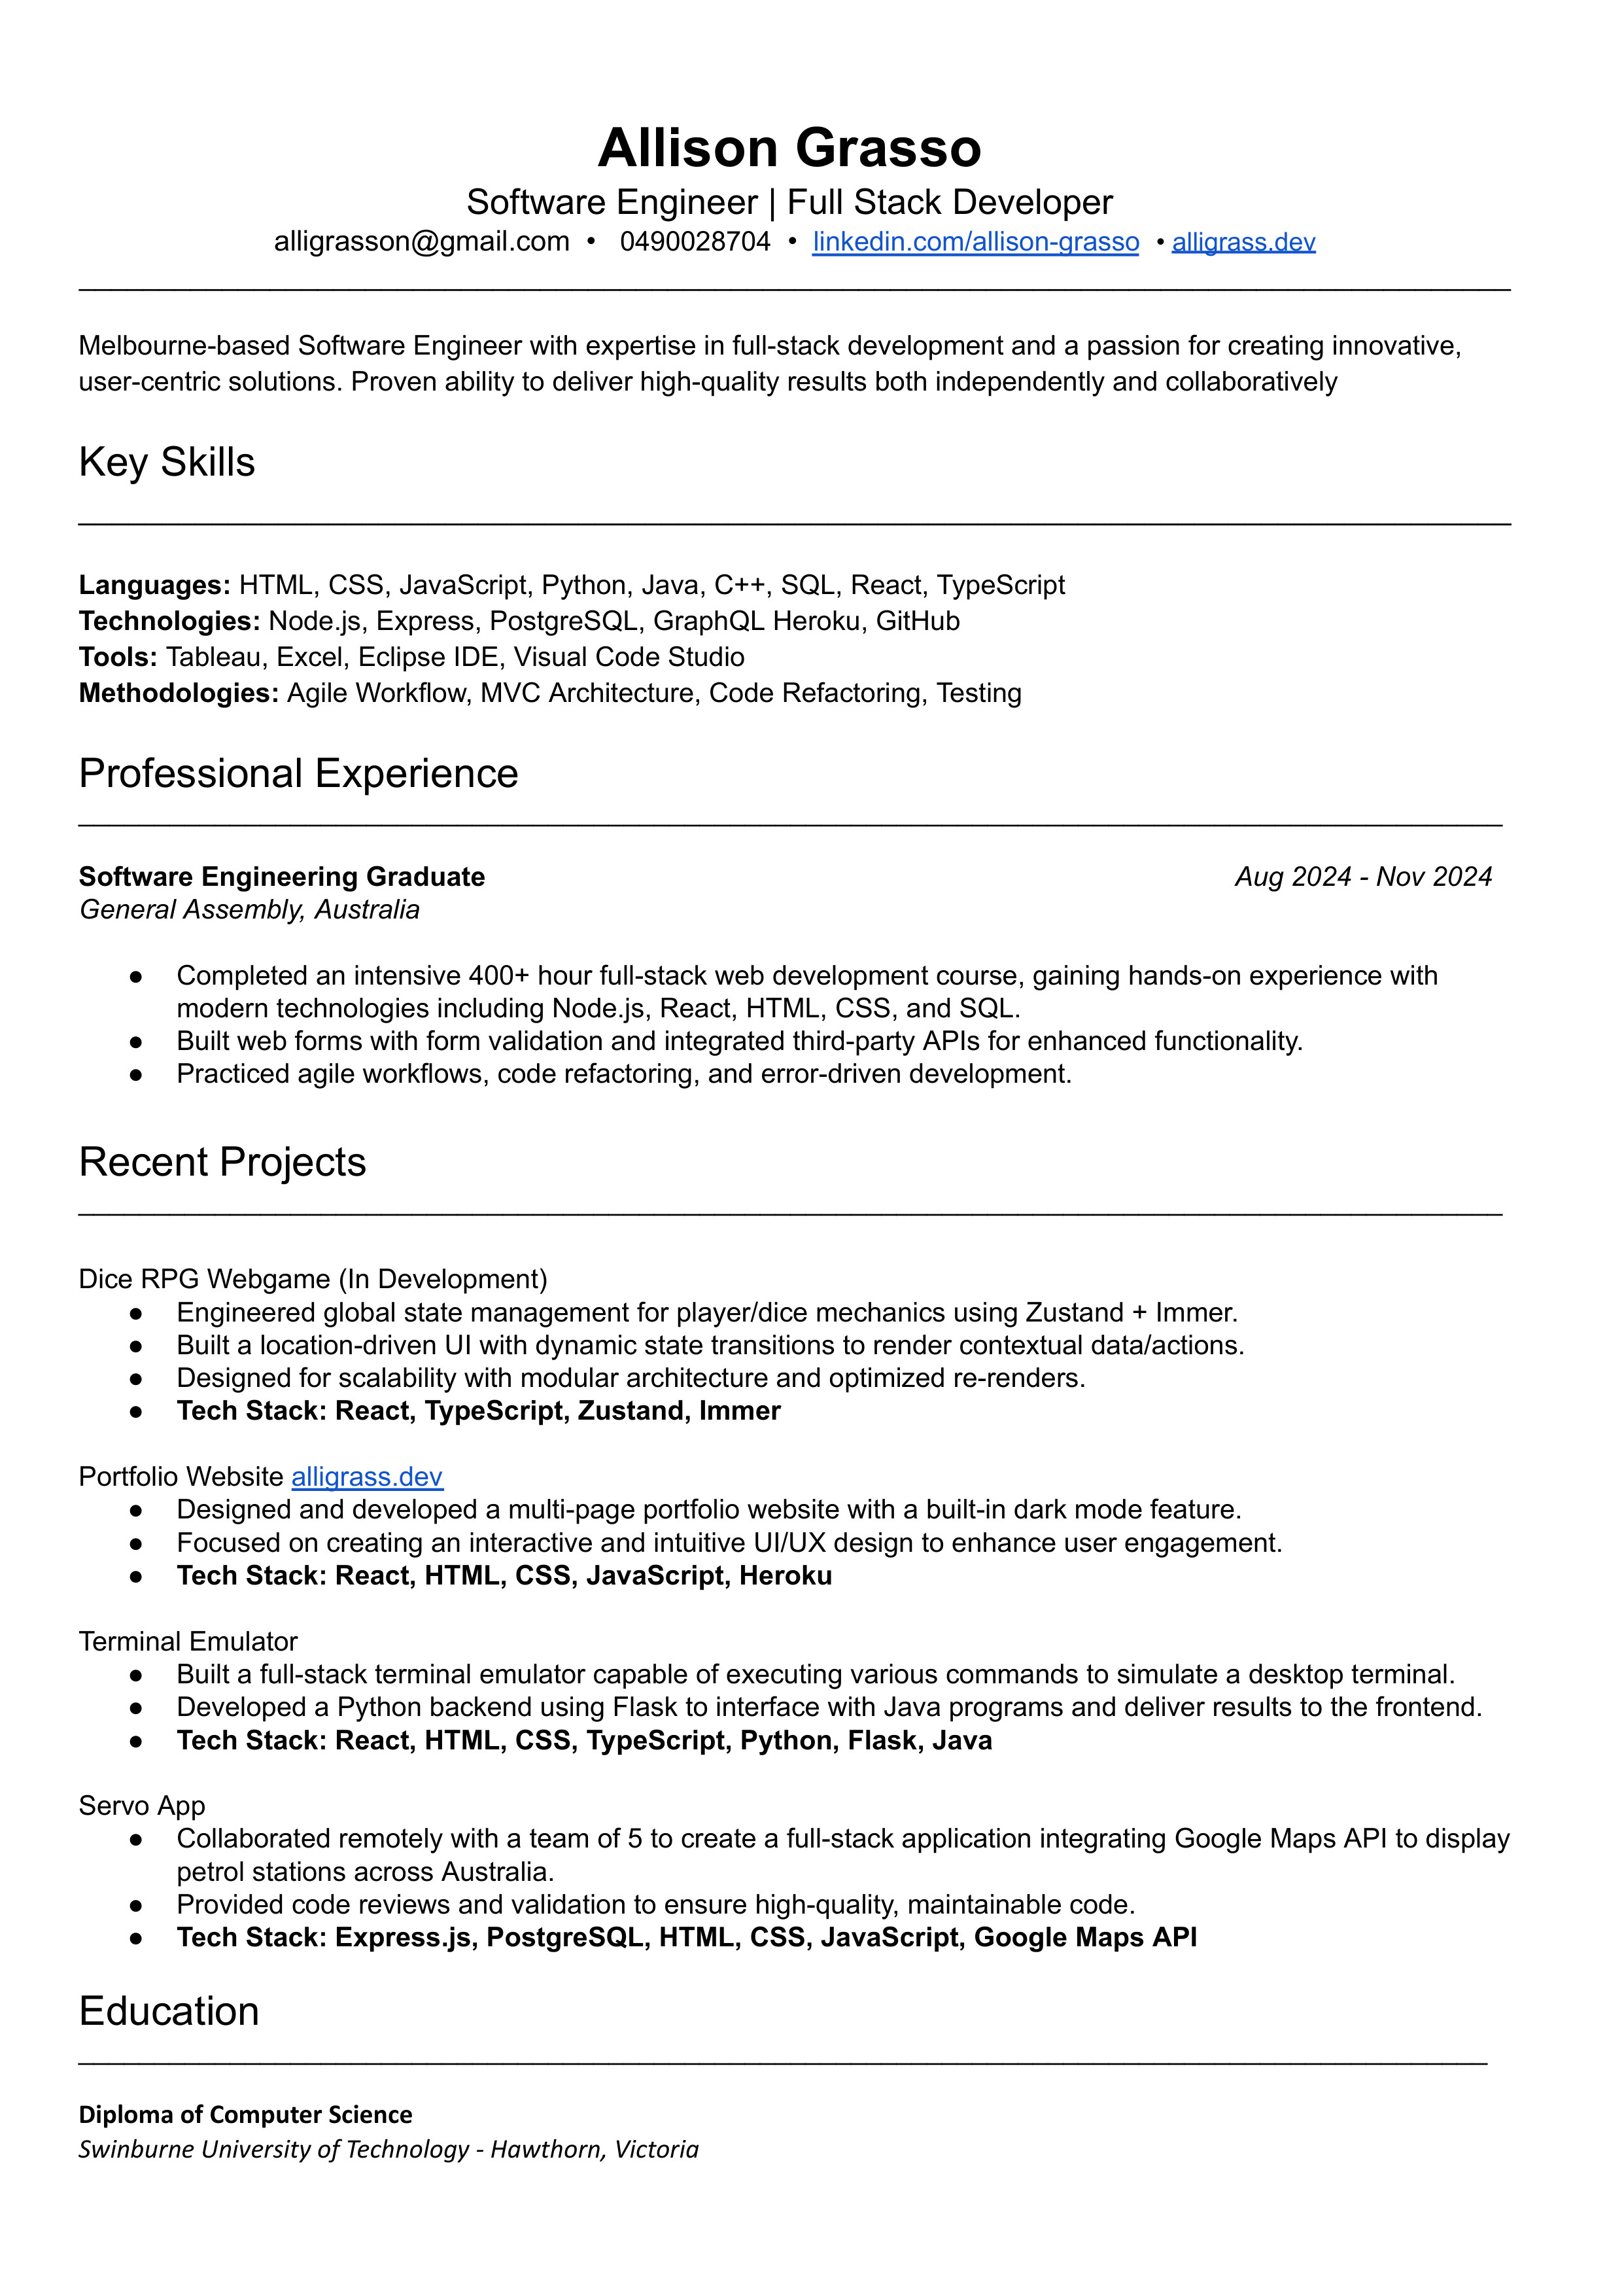 Allison Grasso
Software Engineer | Full Stack Developer
alligrasson@gmail.com • 0490028704 • linkedin.com/allison-grasso • alligrass.dev
Melbourne-based Software Engineer with expertise in full-stack development and a passion for creating innovative,
user-centric solutions. Proven ability to deliver high-quality results both independently and collaboratively
Key Skills
Languages: HTML, CSS, JavaScript, Python, Java, C++, SQL, React, TypeScript
Technologies: Node.js, Express, PostgreSQL, GraphQL Heroku, GitHub
Tools: Tableau, Excel, Eclipse IDE, Visual Code Studio
Methodologies: Agile Workflow, MVC Architecture, Code Refactoring, Testing
Professional Experience
Software Engineering Graduate Aug 2024 - Nov 2024
General Assembly, Australia
● Completed an intensive 400+ hour full-stack web development course, gaining hands-on experience with
modern technologies including Node.js, React, HTML, CSS, and SQL.
● Built web forms with form validation and integrated third-party APIs for enhanced functionality.
● Practiced agile workflows, code refactoring, and error-driven development.
Recent Projects
Dice RPG Webgame (In Development)
● Engineered global state management for player/dice mechanics using Zustand + Immer.
● Built a location-driven UI with dynamic state transitions to render contextual data/actions.
● Designed for scalability with modular architecture and optimized re-renders.
● Tech Stack: React, TypeScript, Zustand, Immer
Portfolio Website alligrass.dev
● Designed and developed a multi-page portfolio website with a built-in dark mode feature.
● Focused on creating an interactive and intuitive UI/UX design to enhance user engagement.
● Tech Stack: React, HTML, CSS, JavaScript, Heroku
Terminal Emulator
● Built a full-stack terminal emulator capable of executing various commands to simulate a desktop terminal.
● Developed a Python backend using Flask to interface with Java programs and deliver results to the frontend.
● Tech Stack: React, HTML, CSS, TypeScript, Python, Flask, Java
Servo App
● Collaborated remotely with a team of 5 to create a full-stack application integrating Google Maps API to display
petrol stations across Australia.
● Provided code reviews and validation to ensure high-quality, maintainable code.
● Tech Stack: Express.js, PostgreSQL, HTML, CSS, JavaScript, Google Maps API
Education
Diploma of Computer Science
Swinburne University of Technology - Hawthorn, Victoria